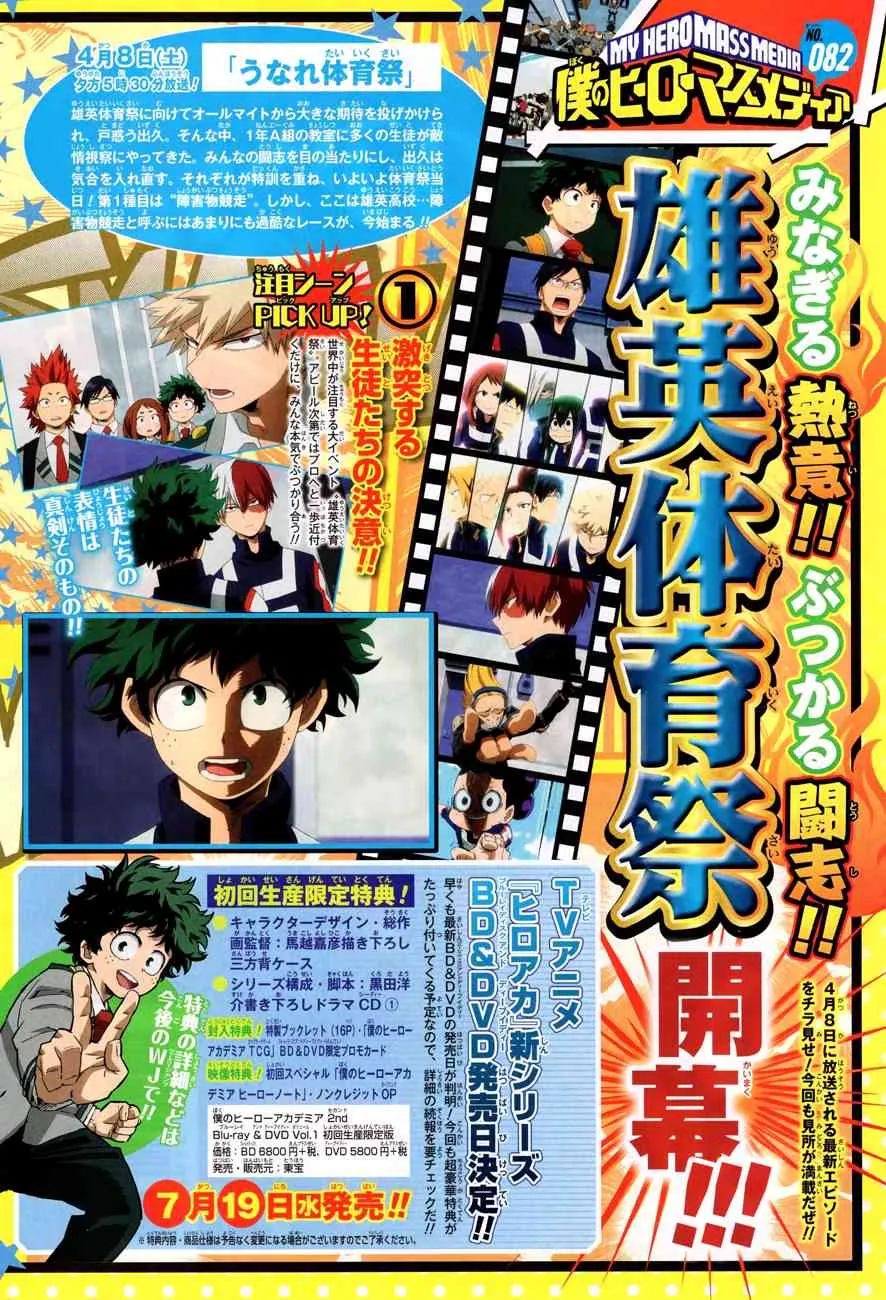 僕のヒーローマスメディア
MY HERO MASS MEDIA
NO.
082
みなぎる熱意!!ぶつかる闘志!!
雄英体育祭
開幕!!!
4月8日に放送される最新エピソード
をチラ見せ!今回も見所が満載だぜ!!
4月8日(土)
夕方5時30分放送!
「うなれ体育祭」
雄英体育祭に向けてオールマイトから大きな期待を投げかけら
れ、戸惑う出久。そんな中、1年A組の教室に多くの生徒が敵
情視察にやってきた。みんなの闘志を目の当たりにし、出久は
気合を入れ直す。それぞれが特訓を重ね、いよいよ体育祭当
日!第1種目は“障害物競走”。しかし、ここは雄英高校…障
害物競走と呼ぶにはあまりにも過酷なレースが、今始まる!!
注目シーン
PICK UP!
1
激突する
生徒たちの決意!!
世界中が注目する大イベント“雄英体育
祭”アピール次第ではプロへと一歩近付
くだけに、みんな本気でぶつかり合う!!
生徒たちの
表情は
真剣そのもの!!
TVアニメ
『ヒロアカ』新シリーズ
BD&DVD発売日決定!!
早くも最新BD&DVDの発売日が判明!今回も超豪華特典が
たっぷり付いてくる予定なので、詳細の続報を要チェックだ!!
初回生産限定特典!
●キャラクターデザイン・総作
画監督:馬越嘉彦描き下ろし
三方背ケース
●シリーズ構成・脚本:黒田洋
介書き下ろしドラマCD①
封入特典!特製ブックレット(16P)・「僕のヒーロー
アカデミア TCG」BD&DVD限定プロモカード
映像特典!初回スペシャル「僕のヒーローアカ
デミア ヒーローノート」・ノンクレジットOP
僕のヒーローアカデミア 2nd
Blu-ray & DVD Vol.1 初回生産限定版
価格:BD 6800円+税、DVD 5800円+税
発売・販売元:東宝
7月19日水発売!!
※特典内容・商品仕様は予告なく変更になる場合がございますのでご了承ください。
特典の詳細などは
今後のWJで!!